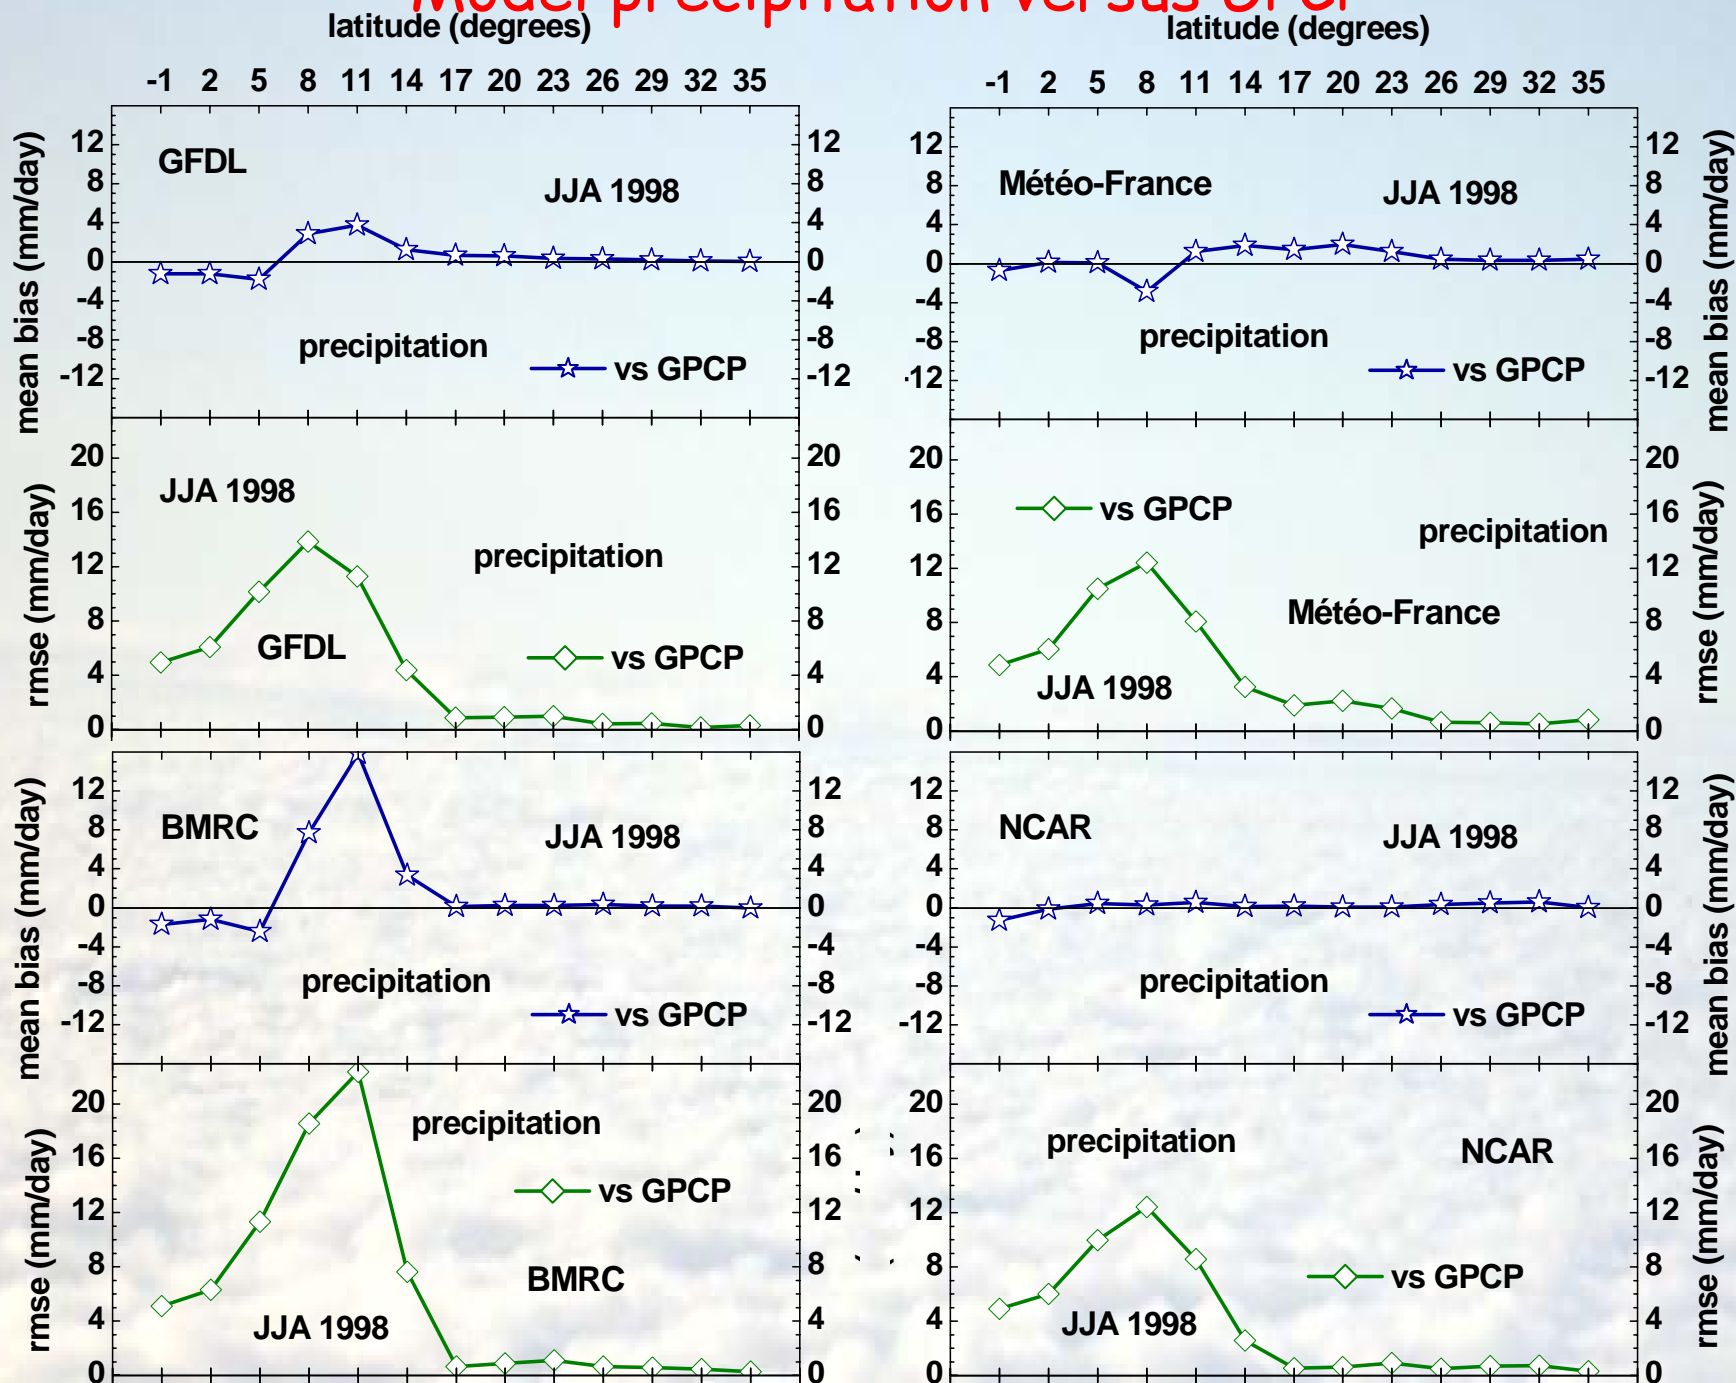 Model precipitation versus GPCP
latitude (degrees)
-1 2 5 8 11 14 17 20 23 26 29 32 35
mean bias (mm/day)
12
8
4
0
-4
-8
-12
GFDL
JJA 1998
precipitation
vs GPCP
12
8
4
0
-4
-8
-12
rmse (mm/day)
20
16
12
8
4
0
JJA 1998
precipitation
GFDL
vs GPCP
20
16
12
8
4
0
mean bias (mm/day)
12
8
4
0
-4
-8
-12
BMRC
JJA 1998
precipitation
vs GPCP
12
8
4
0
-4
-8
-12
rmse (mm/day)
20
16
12
8
4
0
precipitation
vs GPCP
BMRC
JJA 1998
20
16
12
8
4
0
latitude (degrees)
-1 2 5 8 11 14 17 20 23 26 29 32 35
12
8
4
0
-4
-8
-12
Météo-France
JJA 1998
precipitation
vs GPCP
12
8
4
0
-4
-8
-12
mean bias (mm/day)
20
16
12
8
4
0
vs GPCP
precipitation
Météo-France
JJA 1998
20
16
12
8
4
0
rmse (mm/day)
12
8
4
0
-4
-8
-12
NCAR
JJA 1998
precipitation
vs GPCP
12
8
4
0
-4
-8
-12
mean bias (mm/day)
20
16
12
8
4
0
precipitation
NCAR
vs GPCP
JJA 1998
20
16
12
8
4
0
rmse (mm/day)